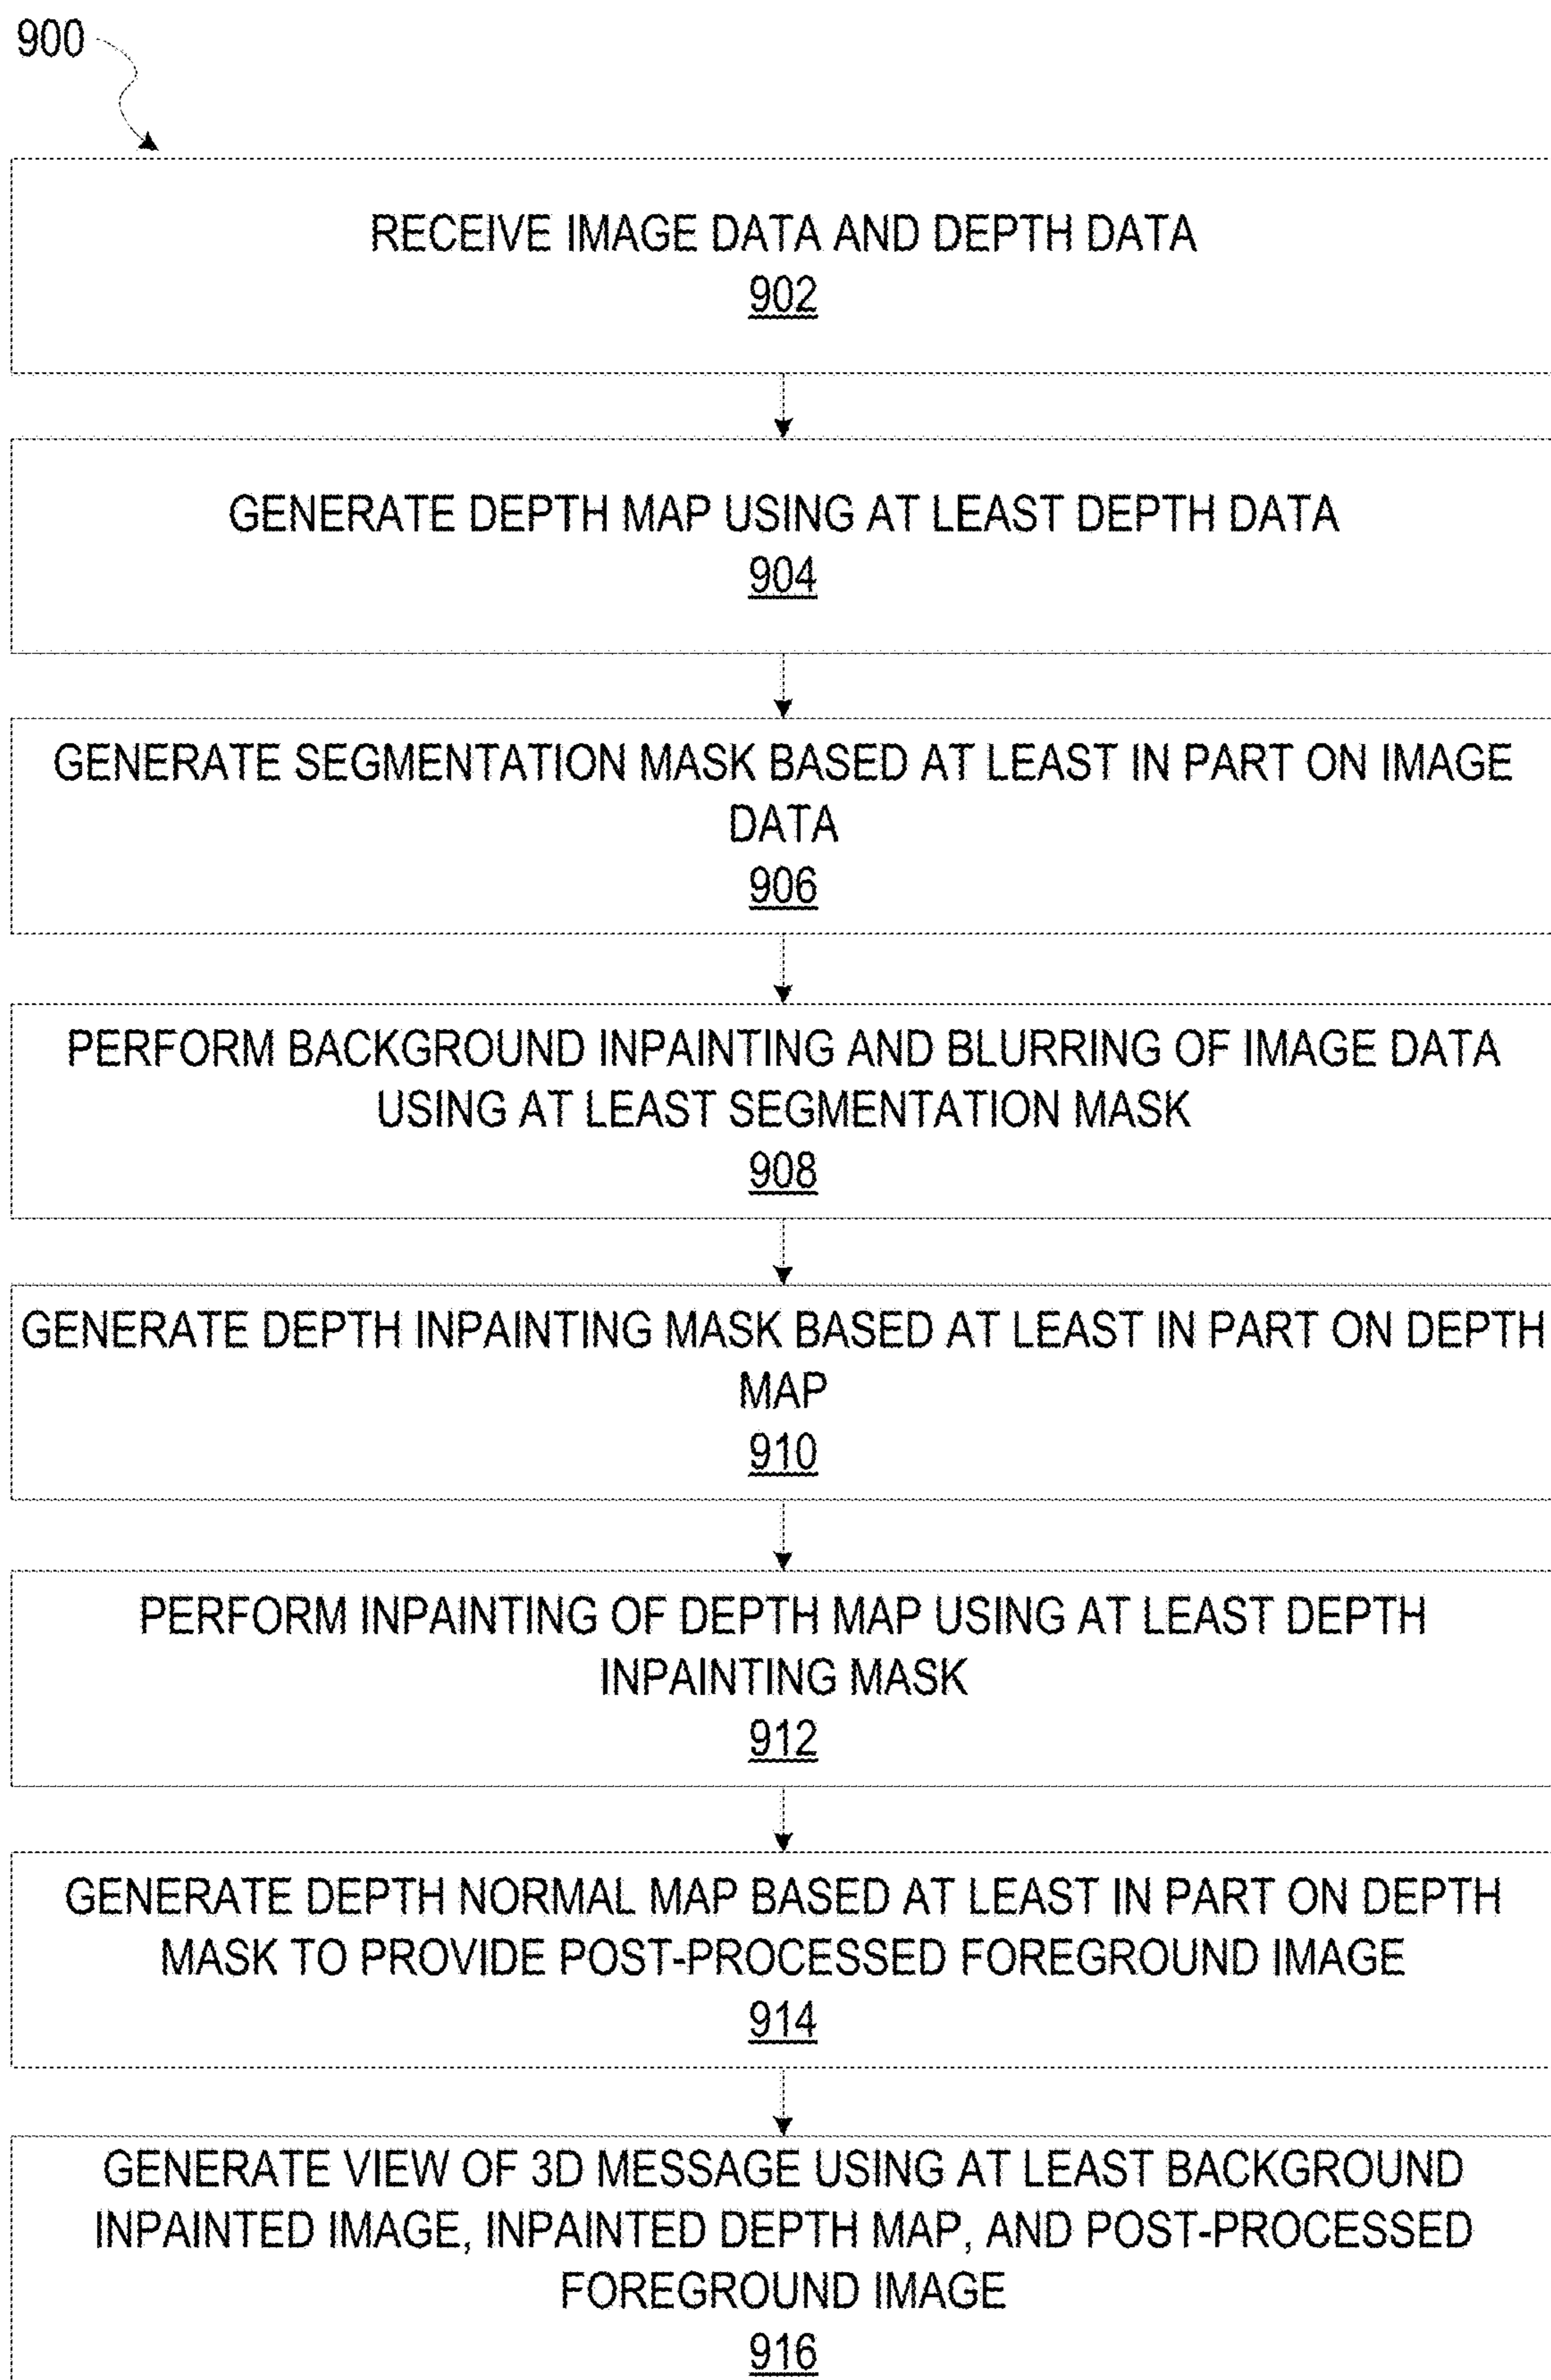 900
RECEIVE IMAGE DATA AND DEPTH DATA
902
GENERATE DEPTH MAP USING AT LEAST DEPTH DATA
904
GENERATE SEGMENTATION MASK BASED AT LEAST IN PART ON IMAGE
DATA
906
PERFORM BACKGROUND INPAINTING AND BLURRING OF IMAGE DATA
USING AT LEAST SEGMENTATION MASK
908
GENERATE DEPTH INPAINTING MASK BASED AT LEAST IN PART ON DEPTH
MAP
910
PERFORM INPAINTING OF DEPTH MAP USING AT LEAST DEPTH
INPAINTING MASK
912
GENERATE DEPTH NORMAL MAP BASED AT LEAST IN PART ON DEPTH
MASK TO PROVIDE POST-PROCESSED FOREGROUND IMAGE
914
GENERATE VIEW OF 3D MESSAGE USING AT LEAST BACKGROUND
INPAINTED IMAGE, INPAINTED DEPTH MAP, AND POST-PROCESSED
FOREGROUND IMAGE
916